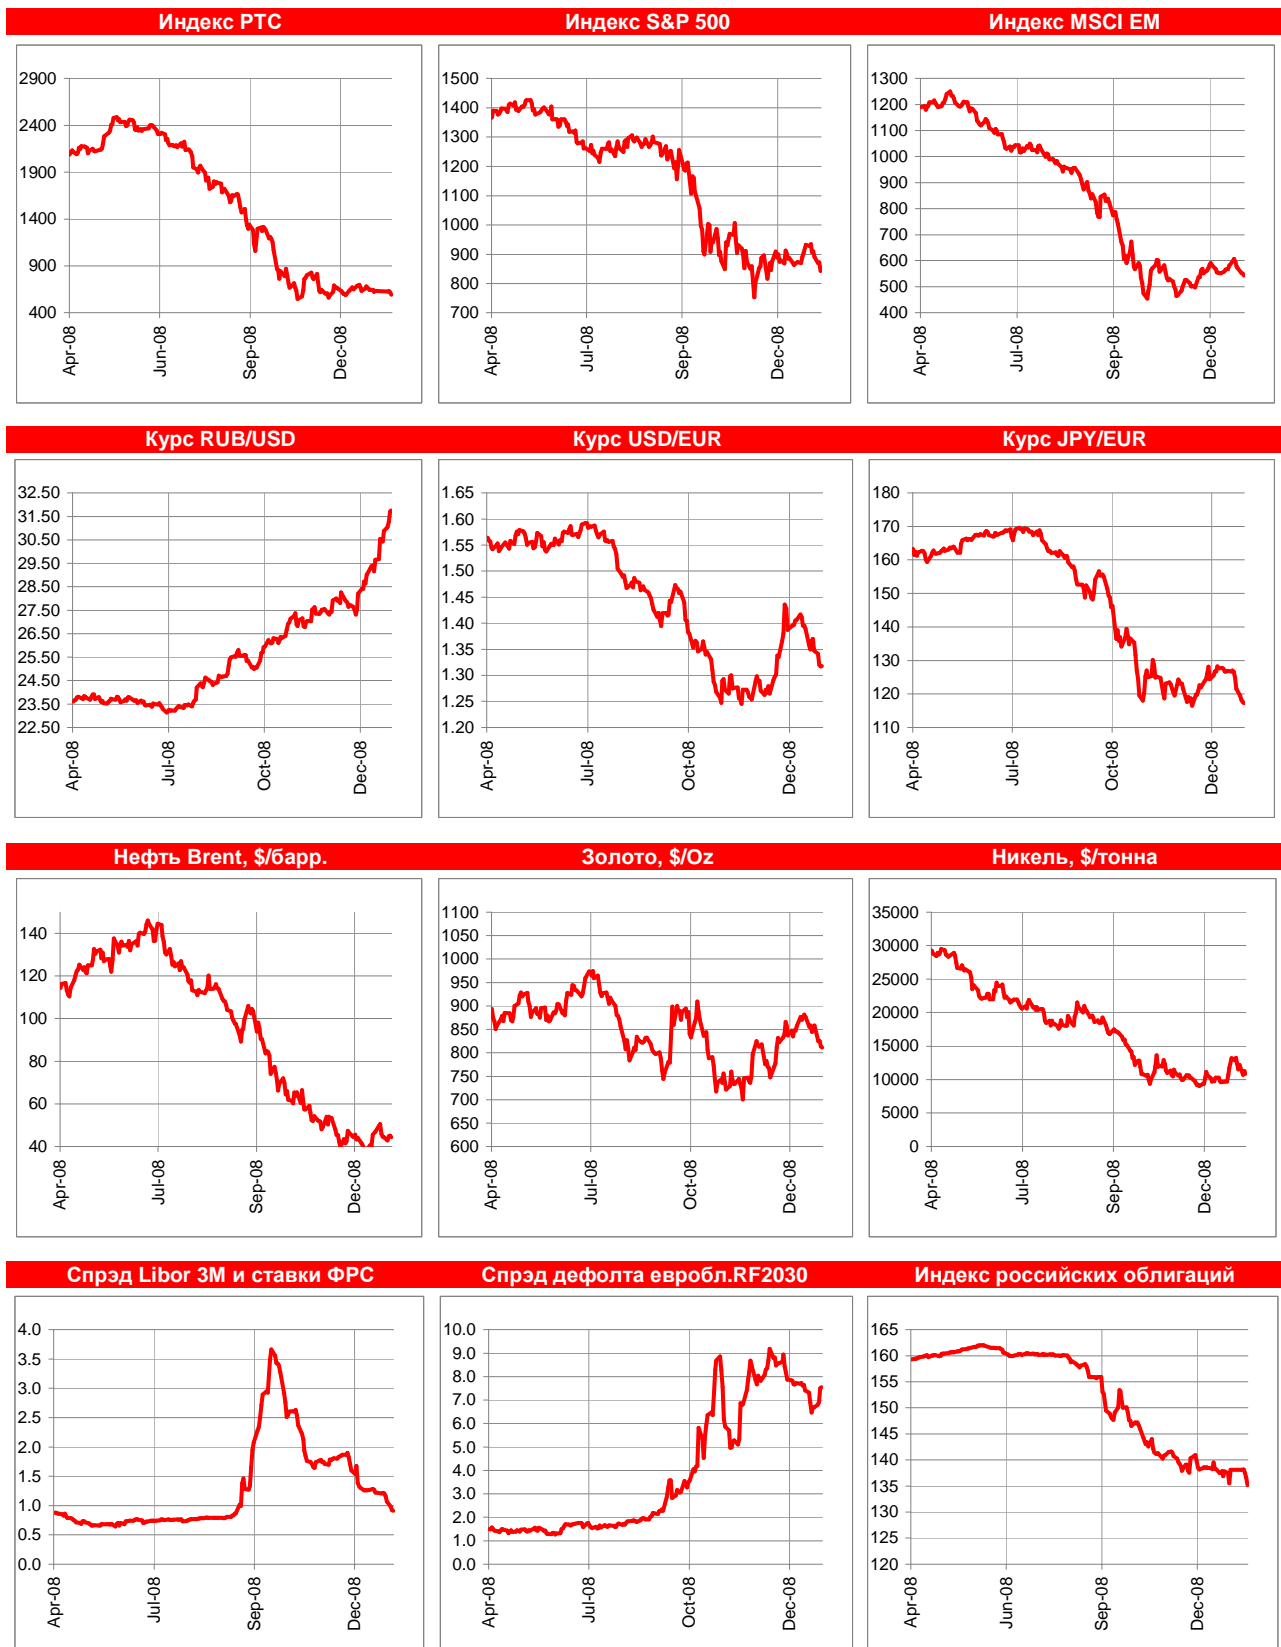 Индекс РТС
Индекс S&P 500
Индекс MSCI EM
2900
2400
1900
1400
900
400
Apr-08
Jun-08
Sep-08
Dec-08
1500
1400
1300
1200
1100
1000
900
800
700
Apr-08
Jul-08
Sep-08
Dec-08
1300
1200
1100
1000
900
800
700
600
500
400
Apr-08
Jul-08
Sep-08
Dec-08
Курс RUB/USD
Курс USD/EUR
Курс JPY/EUR
32.50
31.50
30.50
29.50
28.50
27.50
26.50
25.50
24.50
23.50
22.50
Apr-08
Jul-08
Oct-08
Dec-08
1.65
1.60
1.55
1.50
1.45
1.40
1.35
1.30
1.25
1.20
Apr-08
Jul-08
Oct-08
Dec-08
180
170
160
150
140
130
120
110
Apr-08
Jul-08
Oct-08
Dec-08
Нефть Brent, $/барр.
Золото, $/Oz
Никель, $/тонна
140
120
100
80
60
40
Apr-08
Jul-08
Sep-08
Dec-08
1100
1050
1000
950
900
850
800
750
700
650
600
Apr-08
Jul-08
Oct-08
Dec-08
35000
30000
25000
20000
15000
10000
5000
0
Apr-08
Jul-08
Sep-08
Dec-08
Спрэд Libor 3M и ставки ФРС
Спрэд дефолта евробл.RF2030
Индекс российских облигаций
4.0
3.5
3.0
2.5
2.0
1.5
1.0
0.5
0.0
Apr-08
Jul-08
Sep-08
Dec-08
10.0
9.0
8.0
7.0
6.0
5.0
4.0
3.0
2.0
1.0
0.0
Apr-08
Jul-08
Oct-08
Dec-08
165
160
155
150
145
140
135
130
125
120
Apr-08
Jun-08
Sep-08
Dec-08